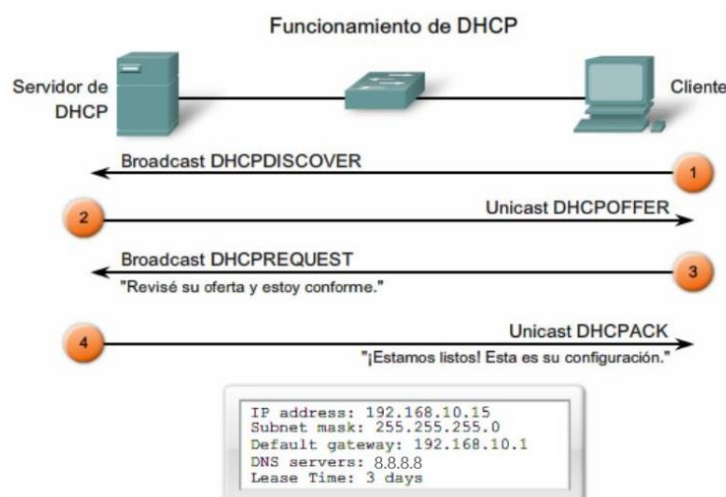 Funcionamiento de DHCP
Servidor de
DHCP
Cliente
Broadcast DHCPDISCOVER
1
2
Unicast DHCPOFFER
Broadcast DHCPREQUEST
3
"Revisé su oferta y estoy conforme."
4
Unicast DHCPACK
"¡Estamos listos! Esta es su configuración."
IP address: 192.168.10.15
Subnet mask: 255.255.255.0
Default gateway: 192.168.10.1
DNS servers: 8.8.8.8
Lease Time: 3 days